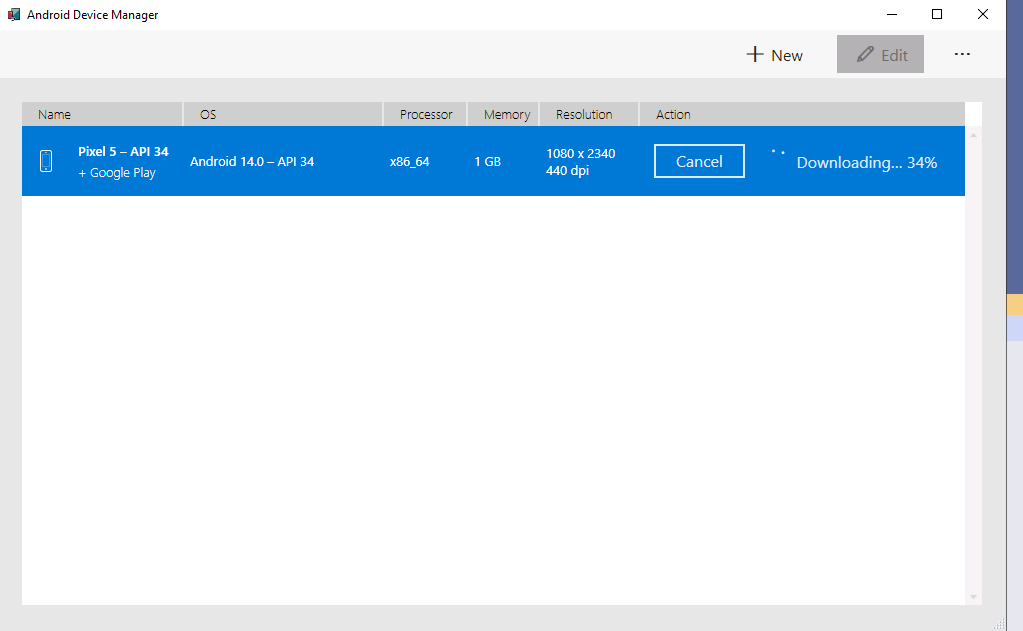 Android Device Manager
New
Edit
Name
OS
Processor
Memory
Resolution
Action
Pixel 5 – API 34
+ Google Play
Android 14.0 – API 34
x86_64
1 GB
1080 x 2340
440 dpi
Cancel
Downloading... 34%